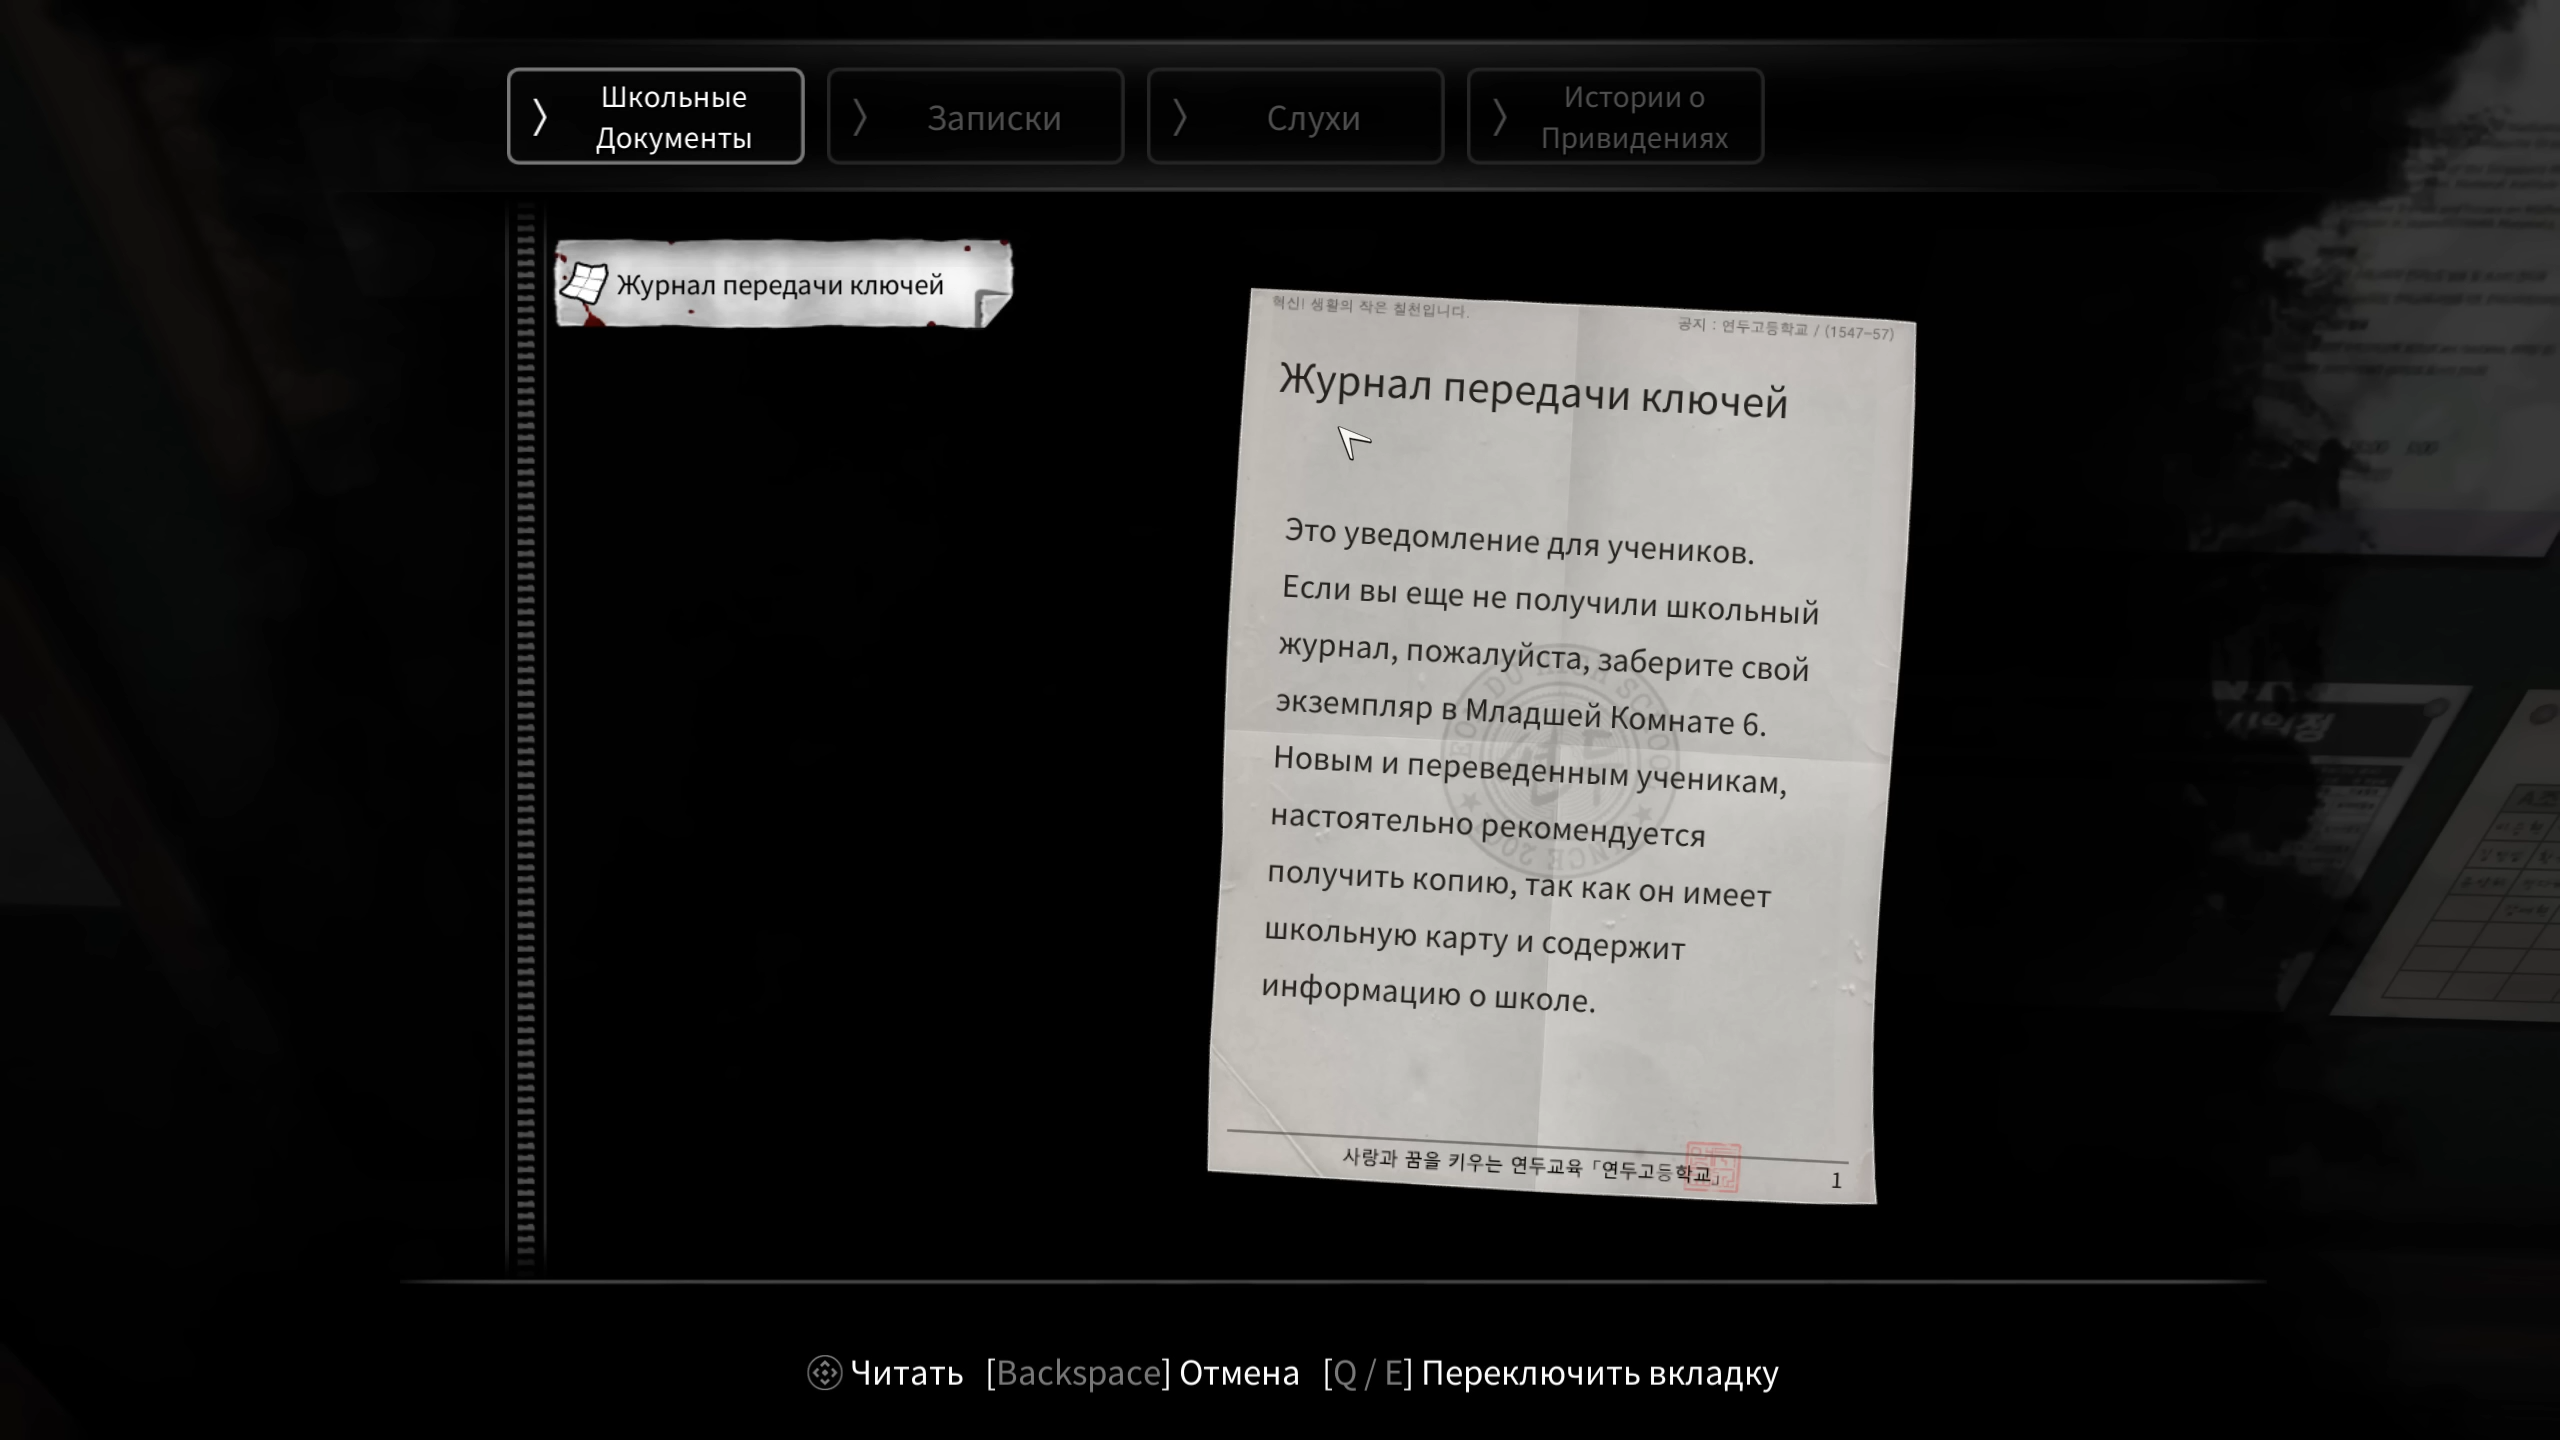 Школьные
Документы
Записки
Слухи
Истории о
Привидениях
Журнал передачи ключей
혁신! 생활의 작은 칠천입니다.
공지 : 연두고등학교 / (1547-57)
Журнал передачи ключей
Это уведомление для учеников.
Если вы еще не получили школьный
журнал, пожалуйста, заберите свой
экземпляр в Младшей Комнате 6.
Новым и переведенным ученикам,
настоятельно рекомендуется
получить копию, так как он имеет
школьную карту и содержит
информацию о школе.
사랑과 꿈을 키우는 연두교육 「연두고등학교」
1
Читать [Backspace] Отмена [Q / E] Переключить вкладку